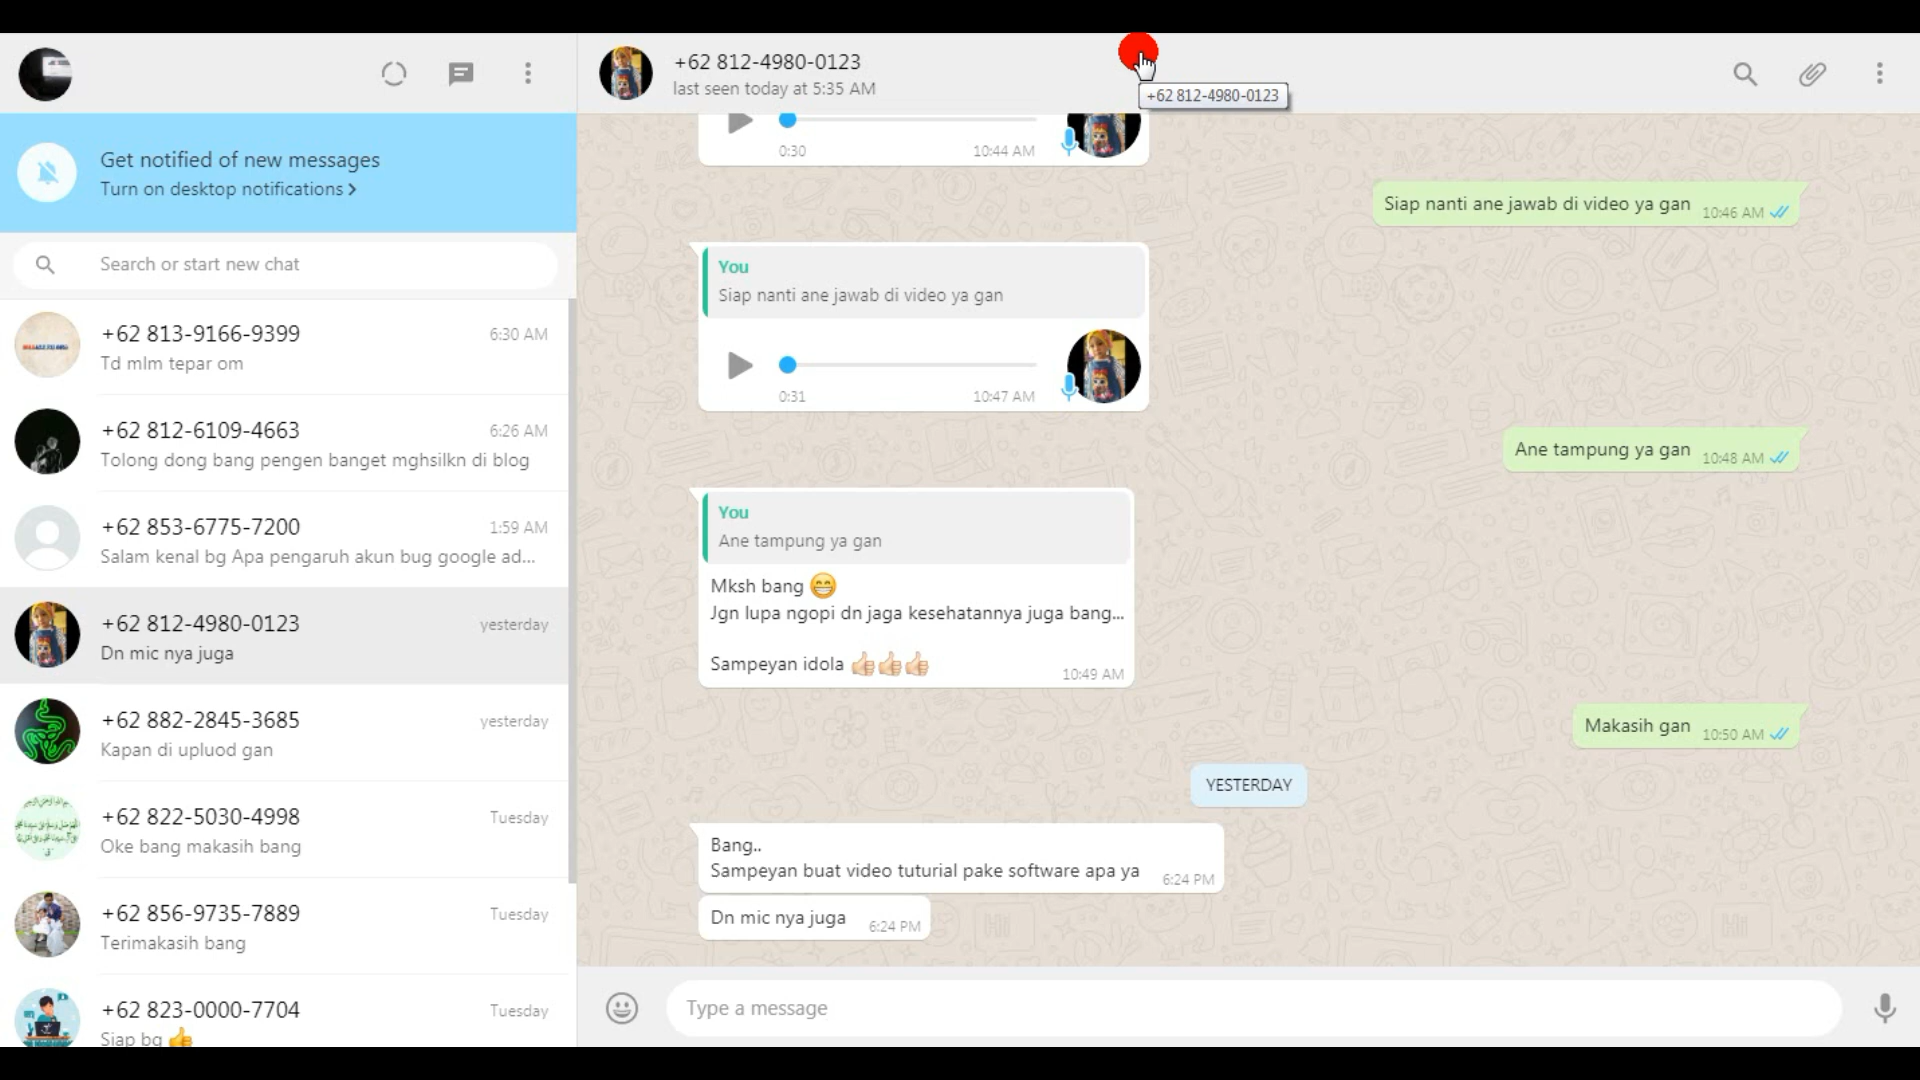 Get notified of new messages
Turn on desktop notifications
Search or start new chat
+62 813-9166-9399
6:30 AM
Td mlm tepar om
+62 812-6109-4663
6:26 AM
Tolong dong bang pengen banget mghsilkn di blog
+62 853-6775-7200
1:59 AM
Salam kenal bg Apa pengaruh akun bug google ad...
+62 812-4980-0123
yesterday
Dn mic nya juga
+62 882-2845-3685
yesterday
Kapan di upluod gan
+62 822-5030-4998
Tuesday
Oke bang makasih bang
+62 856-9735-7889
Tuesday
Terimakasih bang
+62 823-0000-7704
Tuesday
Siap bg 👍
+62 812-4980-0123
last seen today at 5:35 AM
+62 812-4980-0123
0:30
10:44 AM
Siap nanti ane jawab di video ya gan
10:46 AM
You
Siap nanti ane jawab di video ya gan
0:31
10:47 AM
Ane tampung ya gan
10:48 AM
You
Ane tampung ya gan
Mksh bang 😁
Jgn lupa ngopi dn jaga kesehatannya juga bang...
Sampeyan idola 👍🏻👍🏻👍🏻
10:49 AM
Makasih gan
10:50 AM
YESTERDAY
Bang..
Sampeyan buat video tuturial pake software apa ya
6:24 PM
Dn mic nya juga
6:24 PM
Type a message